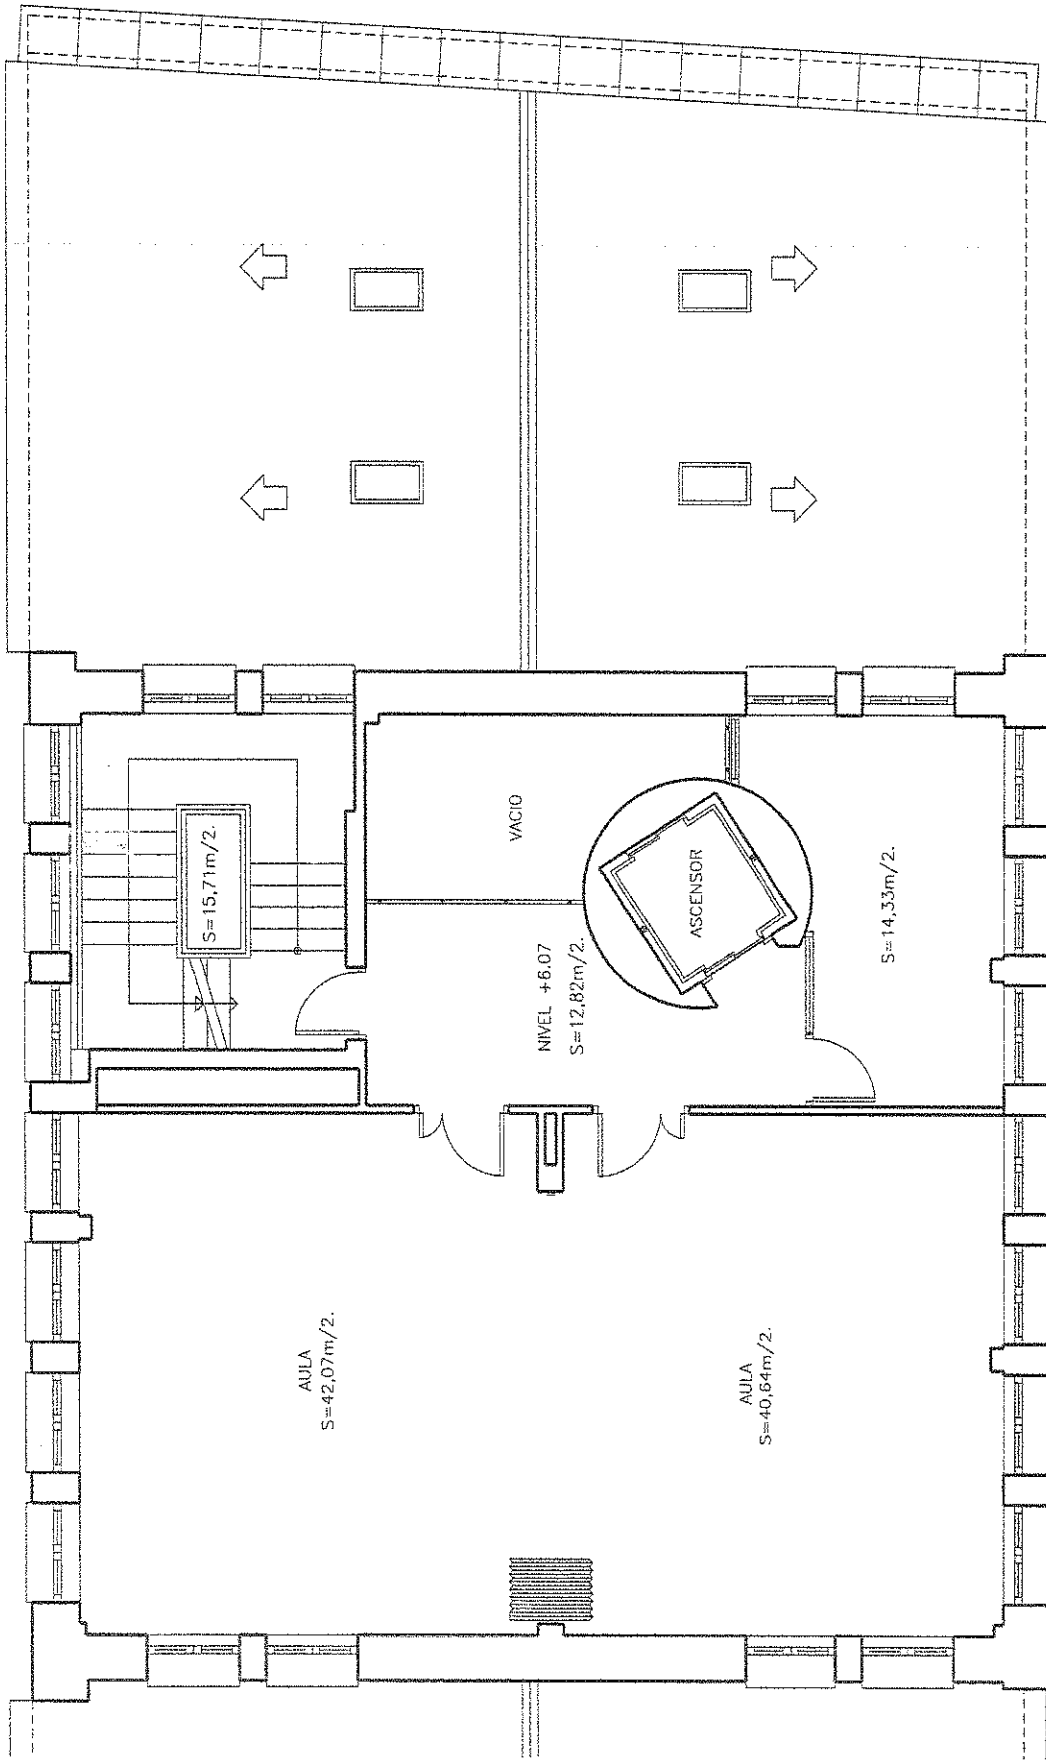 S=15,71m/2.
VACIO
ASCENSOR
NIVEL +6.07
S=12,82m/2.
S=14,33m/2.
AULA
S=42,07m/2.
AULA
S=40,64m/2.